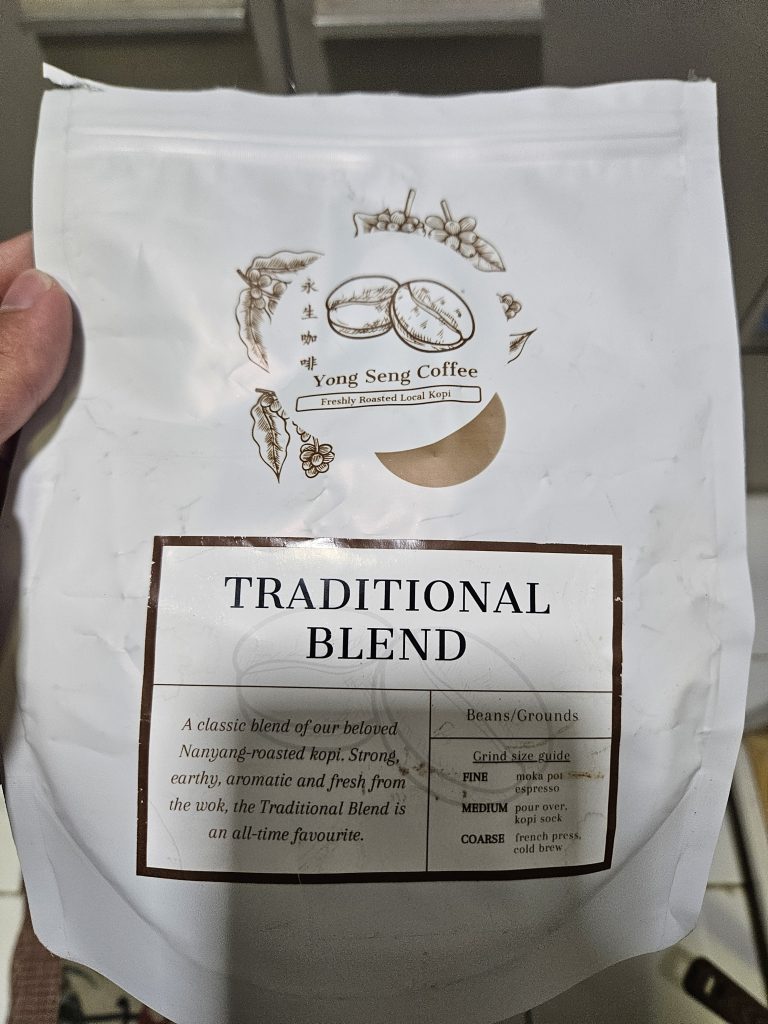 永生咖啡
Yong Seng Coffee
Freshly Roasted Local Kopi
TRADITIONAL
BLEND
A classic blend of our beloved
Nanyang-roasted kopi. Strong,
earthy, aromatic and fresh from
the wok, the Traditional Blend is
an all-time favourite.
Beans/Grounds
Grind size guide
FINE moka pot
espresso
MEDIUM pour over,
kopi sock
COARSE french press,
cold brew